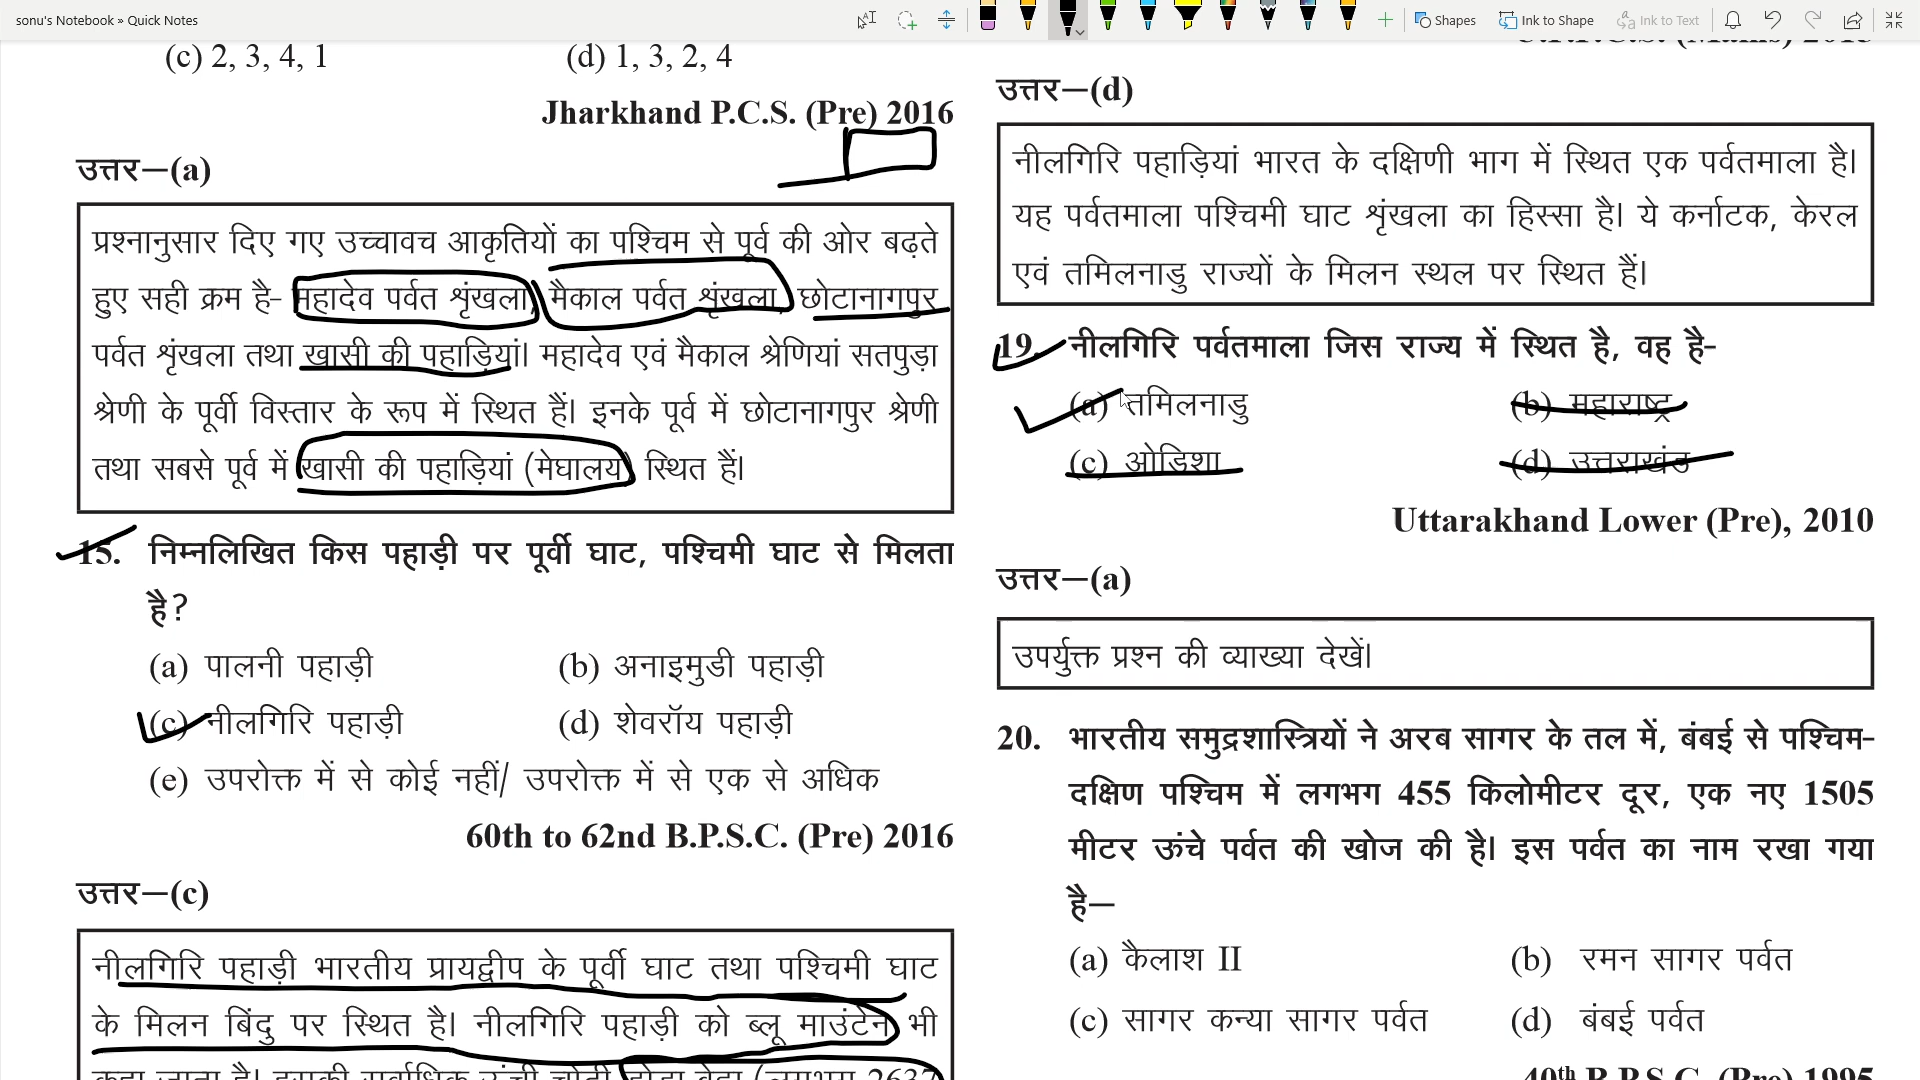 sonu's Notebook » Quick Notes
Shapes
Ink to Shape
Ink to Text
(c) 2, 3, 4, 1
(d) 1, 3, 2, 4
Jharkhand P.C.S. (Pre) 2016
उत्तर—(a)
प्रश्नानुसार दिए गए उच्चावच आकृतियों का पश्चिम से पूर्व की ओर बढ़ते
हुए सही क्रम है- महादेव पर्वत शृंखला, मैकाल पर्वत शृंखला, छोटानागपुर
पर्वत शृंखला तथा खासी की पहाड़ियां। महादेव एवं मैकाल श्रेणियां सतपुड़ा
श्रेणी के पूर्वी विस्तार के रूप में स्थित हैं। इनके पूर्व में छोटानागपुर श्रेणी
तथा सबसे पूर्व में खासी की पहाड़ियां (मेघालय) स्थित हैं।
15. निम्नलिखित किस पहाड़ी पर पूर्वी घाट, पश्चिमी घाट से मिलता
है?
(a) पालनी पहाड़ी
(b) अनाइमुडी पहाड़ी
(c) नीलगिरि पहाड़ी
(d) शेवरॉय पहाड़ी
(e) उपरोक्त में से कोई नहीं/ उपरोक्त में से एक से अधिक
60th to 62nd B.P.S.C. (Pre) 2016
उत्तर—(c)
नीलगिरि पहाड़ी भारतीय प्रायद्वीप के पूर्वी घाट तथा पश्चिमी घाट
के मिलन बिंदु पर स्थित है। नीलगिरि पहाड़ी को ब्लू माउंटेन भी
उत्तर—(d)
नीलगिरि पहाड़ियां भारत के दक्षिणी भाग में स्थित एक पर्वतमाला है।
यह पर्वतमाला पश्चिमी घाट शृंखला का हिस्सा है। ये कर्नाटक, केरल
एवं तमिलनाडु राज्यों के मिलन स्थल पर स्थित हैं।
19. नीलगिरि पर्वतमाला जिस राज्य में स्थित है, वह है-
(a) तमिलनाडु
(b) महाराष्ट्र
(c) ओडिशा
(d) उत्तराखंड
Uttarakhand Lower (Pre), 2010
उत्तर—(a)
उपर्युक्त प्रश्न की व्याख्या देखें।
20. भारतीय समुद्रशास्त्रियों ने अरब सागर के तल में, बंबई से पश्चिम-
दक्षिण पश्चिम में लगभग 455 किलोमीटर दूर, एक नए 1505
मीटर ऊंचे पर्वत की खोज की है। इस पर्वत का नाम रखा गया
है—
(a) कैलाश II
(b) रमन सागर पर्वत
(c) सागर कन्या सागर पर्वत
(d) बंबई पर्वत
40th B.P.S.C. (Pre) 1995